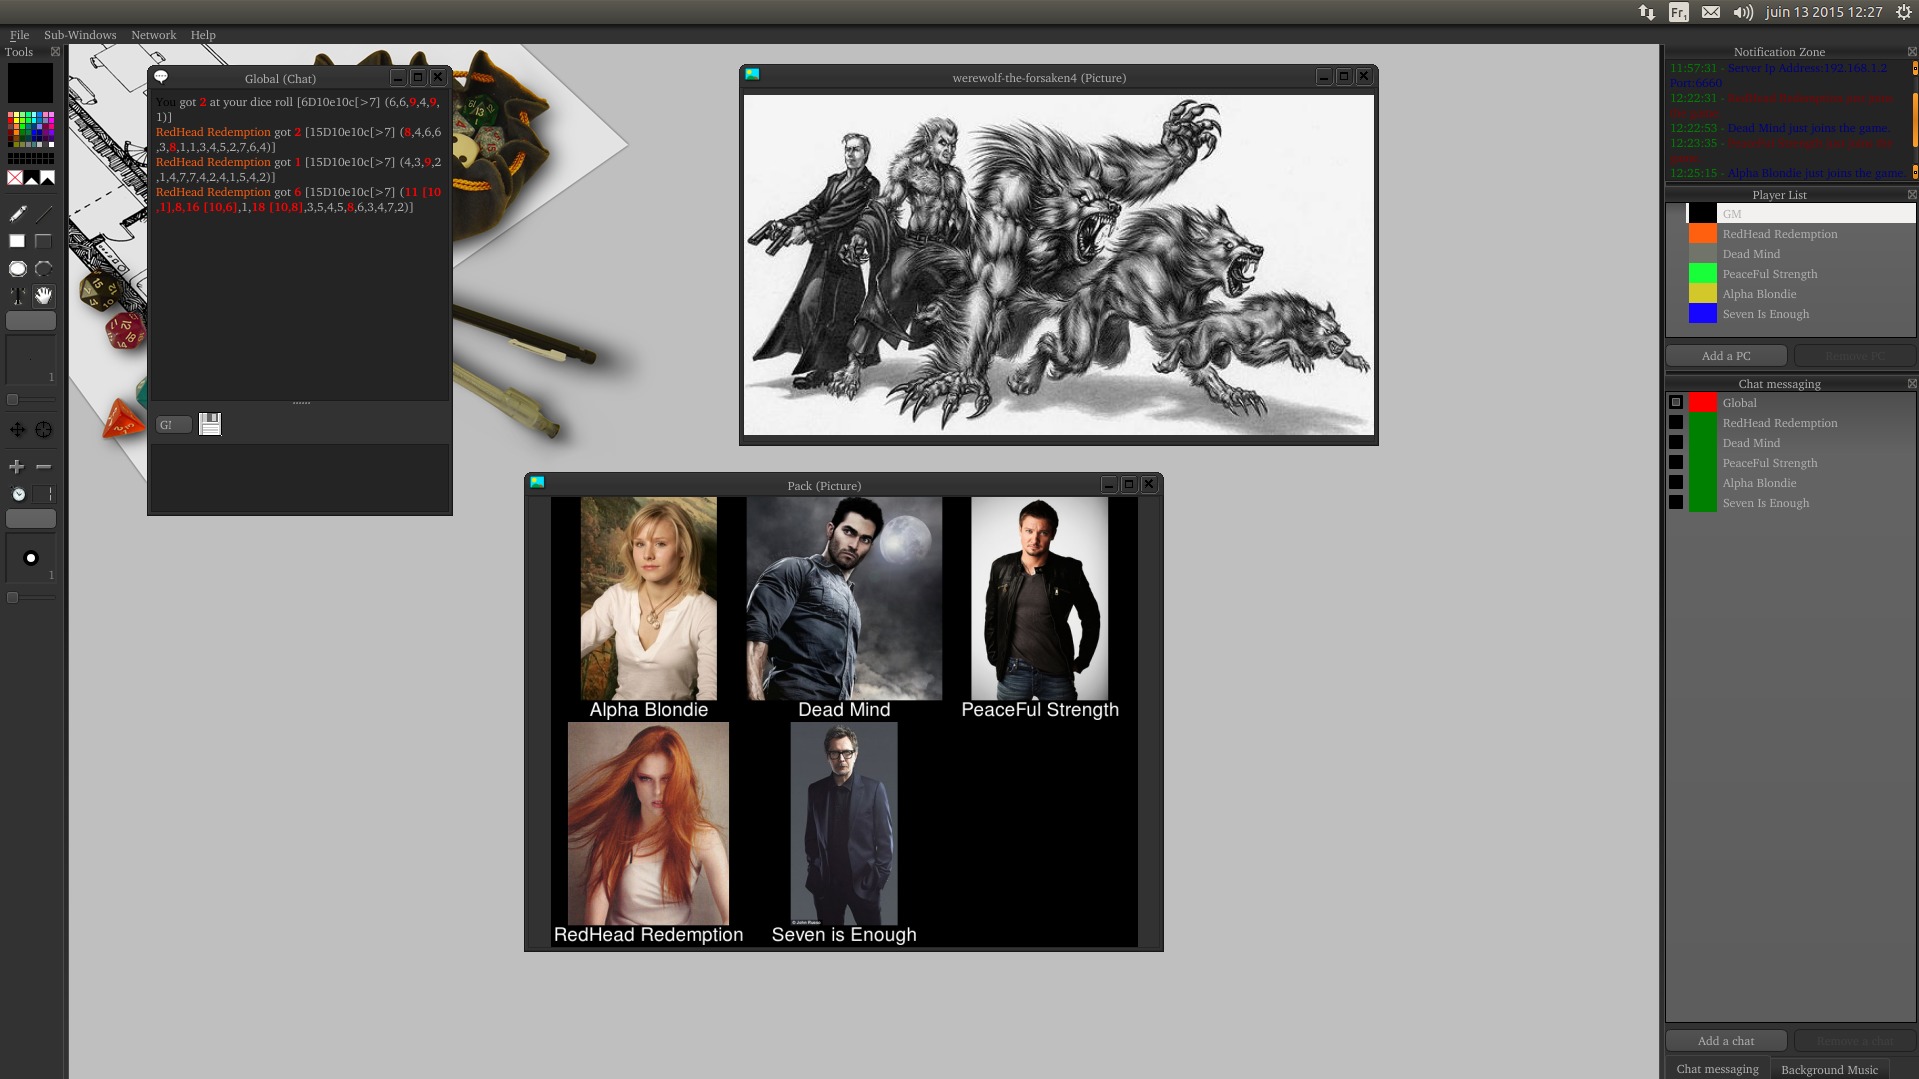 Fr1
juin 13 2015 12:27
File Sub-Windows Network Help
Tools
1
1
Global (Chat)
You got 2 at your dice roll [6D10e10c[>7] (6,6,9,4,9,
1)]
RedHead Redemption got 2 [15D10e10c[>7] (8,4,6,6
,3,8,1,1,3,4,5,2,7,6,4)]
RedHead Redemption got 1 [15D10e10c[>7] (4,3,9,2
,1,4,7,7,4,2,4,1,5,4,2)]
RedHead Redemption got 6 [15D10e10c[>7] (11 [10
,1],8,16 [10,6],1,18 [10,8],3,5,4,5,8,6,3,4,7,2)]
G!
werewolf-the-forsaken4 (Picture)
Pack (Picture)
Alpha Blondie Dead Mind PeaceFul Strength
RedHead Redemption Seven is Enough
Notification Zone
11:57:31 - Server Ip Address:192.168.1.2
Port:6660
12:22:31 -
12:22:53 - Dead Mind just joins the game.
12:23:35 -
12:25:15 - Alpha Blondie just joins the game.
Player List
GM
RedHead Redemption
Dead Mind
PeaceFul Strength
Alpha Blondie
Seven Is Enough
Add a PC Remove PC
Chat messaging
Global
RedHead Redemption
Dead Mind
PeaceFul Strength
Alpha Blondie
Seven Is Enough
Add a chat Remove a chat
Chat messaging Background Music